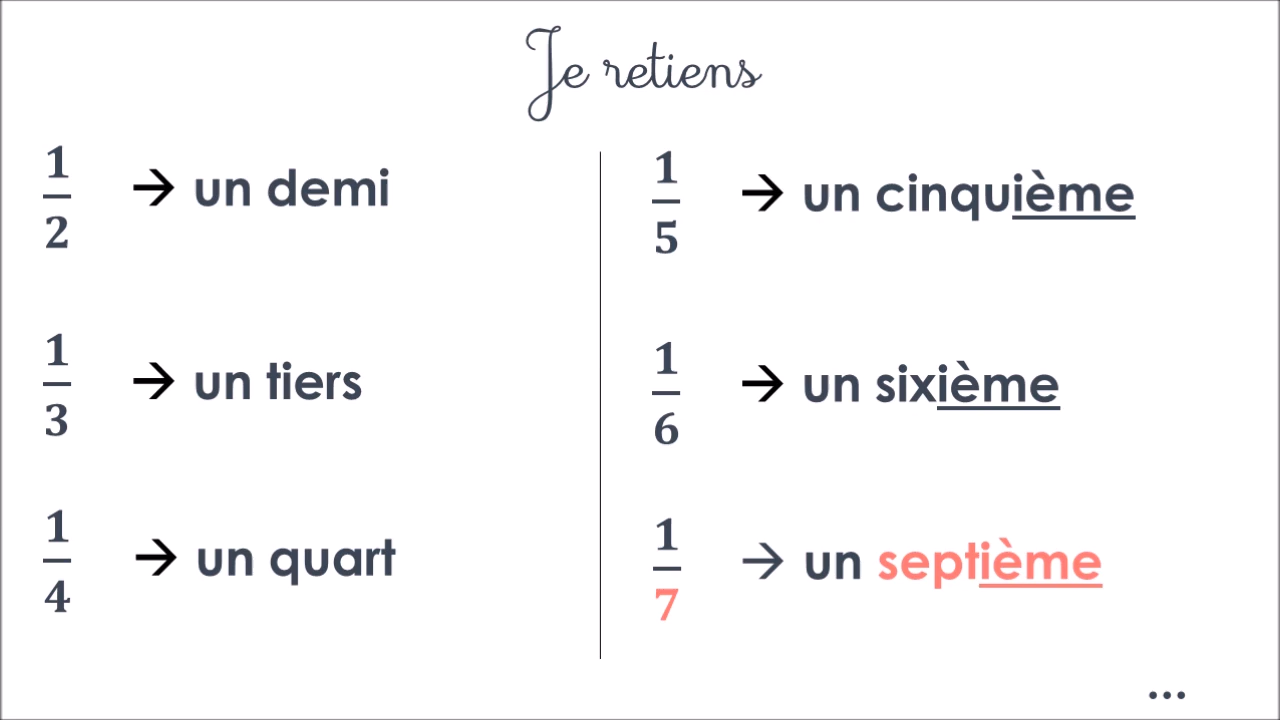 Je retiens
1/2 → un demi
1/3 → un tiers
1/4 → un quart
1/5 → un cinquième
1/6 → un sixième
1/7 → un septième
...